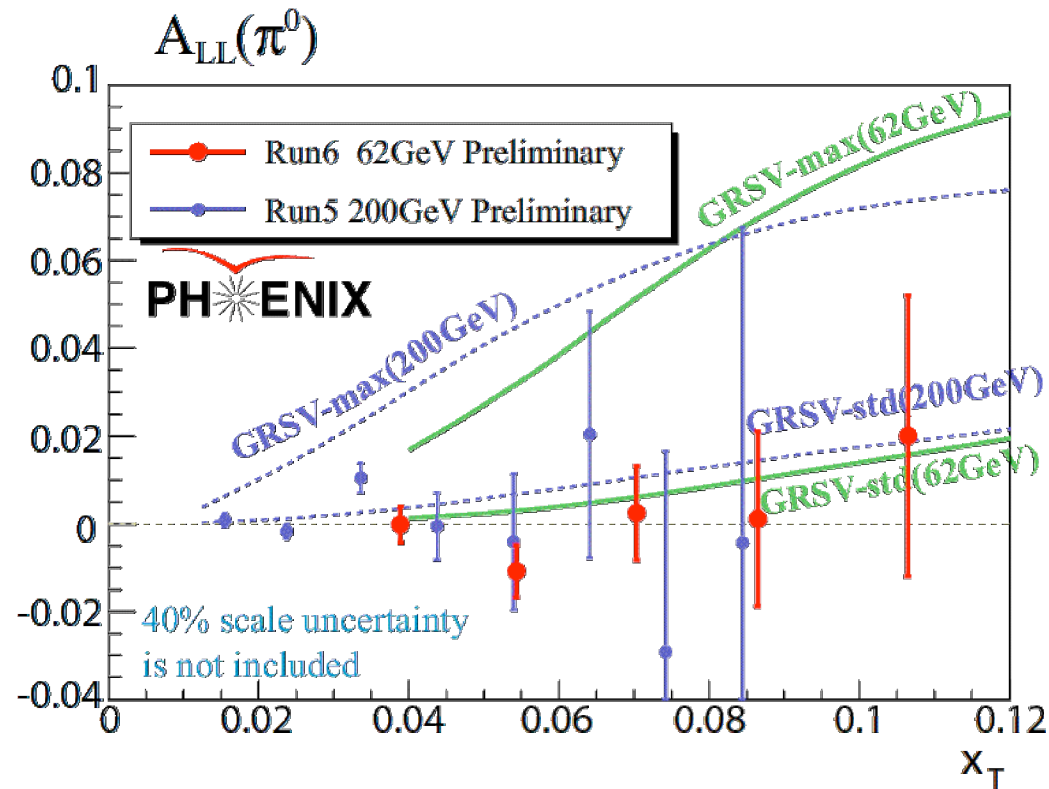 A_LL(π⁰)
0.1
0.08
0.06
0.04
0.02
0
-0.02
-0.04
Run6 62GeV Preliminary
Run5 200GeV Preliminary
PHENIX
GRSV-max(62GeV)
GRSV-max(200GeV)
GRSV-std(200GeV)
GRSV-std(62GeV)
40% scale uncertainty
is not included
0 0.02 0.04 0.06 0.08 0.1 0.12
x_T